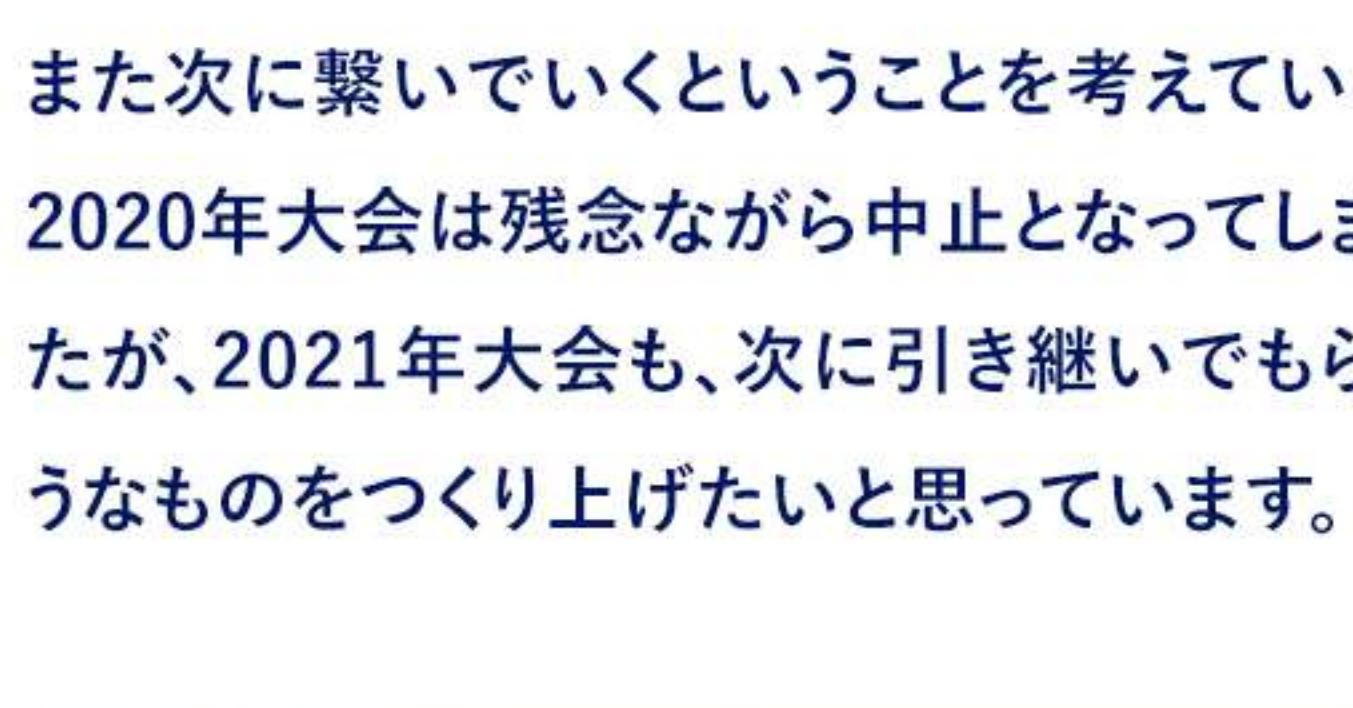 また次に繋いでいくということを考えてい
2020年大会は残念ながら中止となってしま
たが、2021年大会も、次に引き継いでもら
うなものをつくり上げたいと思っています。